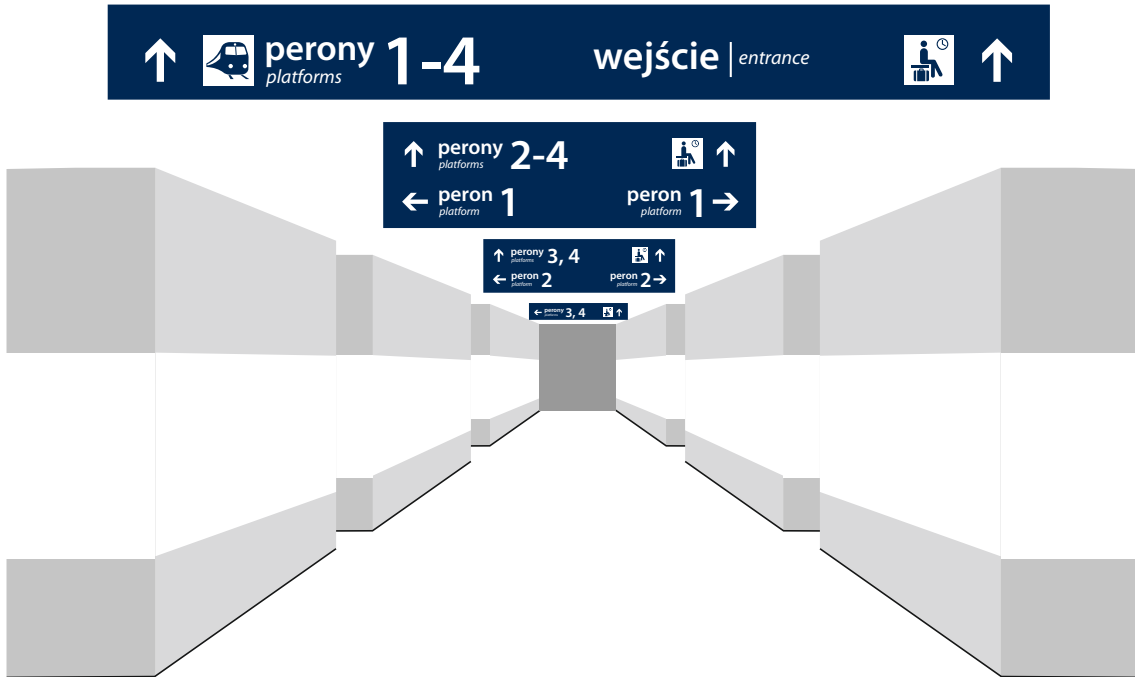 perony 1-4 wejście | entrance
platforms
perony 2-4
platforms
peron 1 peron 1
platform platform
perony 3, 4
platforms
peron 2 peron 2
platform platform
perony 3, 4
platforms